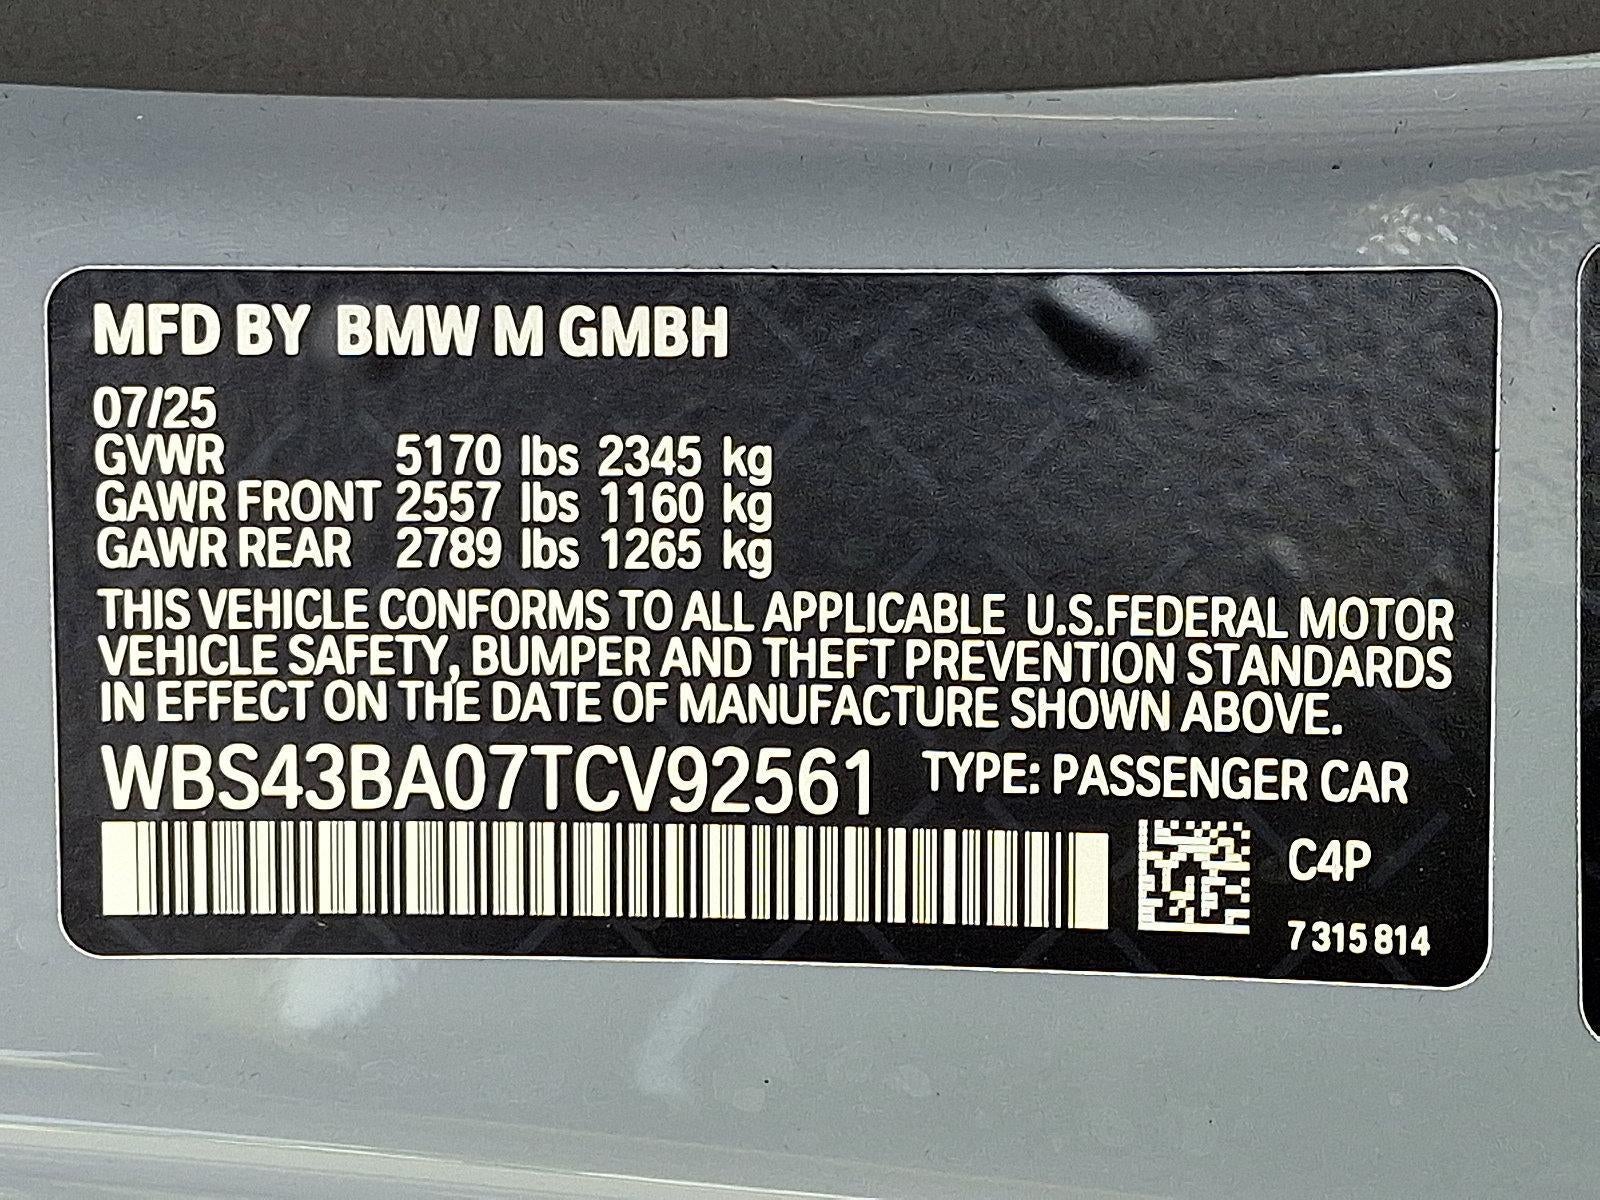 MFD BY BMW M GMBH
07/25
GVWR 5170 lbs 2345 kg
GAWR FRONT 2557 lbs 1160 kg
GAWR REAR 2789 lbs 1265 kg
THIS VEHICLE CONFORMS TO ALL APPLICABLE U.S.FEDERAL MOTOR
VEHICLE SAFETY, BUMPER AND THEFT PREVENTION STANDARDS
IN EFFECT ON THE DATE OF MANUFACTURE SHOWN ABOVE.
WBS43BA07TCV92561 TYPE: PASSENGER CAR
C4P
7 315 814